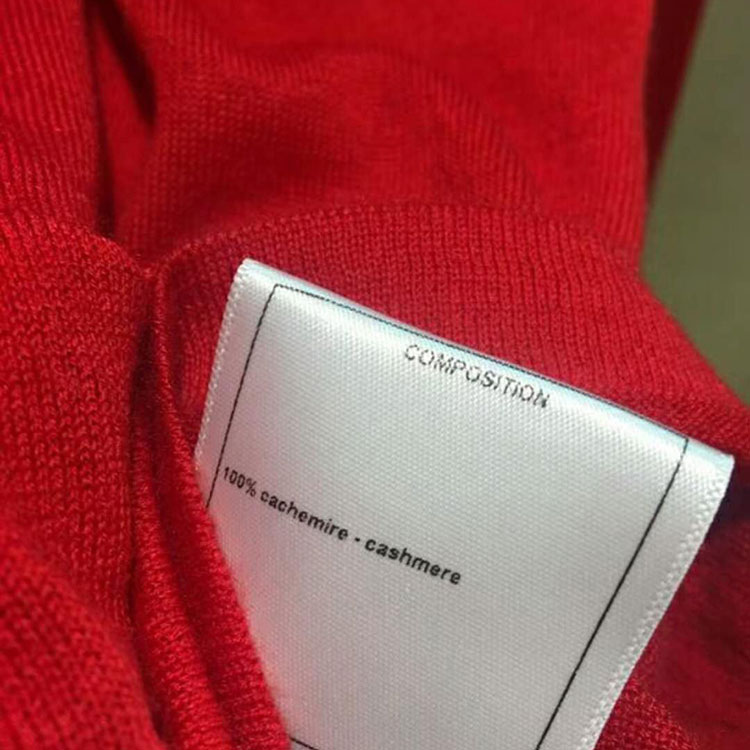 COMPOSITION
100% cachemire - cashmere